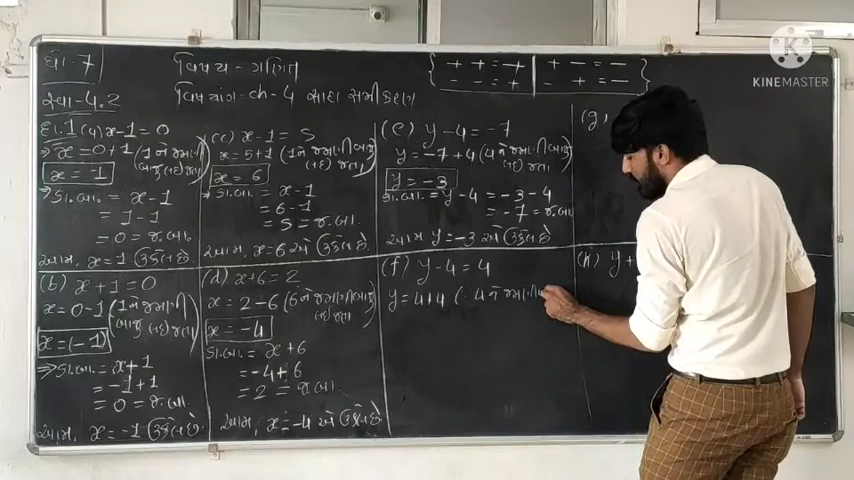 ધો-7
વિષય - ગણિત
વિષયાંગ - ch - 4 સાદા સમીકરણ
સ્વા-4.2
+ + = +
- - = +
+ - = -
- + = -
દા.1 (a) x-1=0
⇒ x = 0+1 (1 ને જમણી બાજુ લઈ જતા)
x = 1
⇒ ડા.બા. = x-1
= 1-1
= 0 = જ.બા.
આમ, x=1 ઉકેલ છે.
(b) x+1=0
x=0-1 (1 ને જમણી બાજુ લઈ જતા)
x=(-1)
⇒ ડા.બા. = x+1
= -1+1
= 0 = જ.બા.
આમ, x=-1 ઉકેલ છે.
(c) x-1=5
x=5+1 (1 ને જમણી બાજુ લઈ જતા)
x = 6
ડા.બા. = x-1
= 6-1
= 5 = જ.બા.
આમ, x=6 એ ઉકેલ છે.
(d) x+6=2
x = 2-6 (6 ને જમણી બાજુ લઈ જતા)
x = -4
ડા.બા. = x+6
= -4+6
= 2 = જ.બા.
આમ, x=-4 એ ઉકેલ છે
(e) y-4=-7
y=-7+4 (4 ને જમણી બાજુ લઈ જતા)
y=-3
ડા.બા. = y-4 = -3-4
= -7 = જ.બા
આમ y=-3 એ ઉકેલ છે
(f) y-4=4
y=4+4 (4 ને જમણી
(g)
(h) y+
KINEMASTER